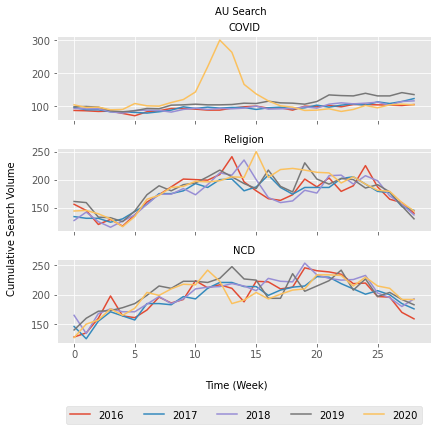 AU Search
COVID
300
200
100
Religion
250
200
150
NCD
250
200
150
0 5 10 15 20 25
Cumulative Search Volume
Time (Week)
2016 2017 2018 2019 2020